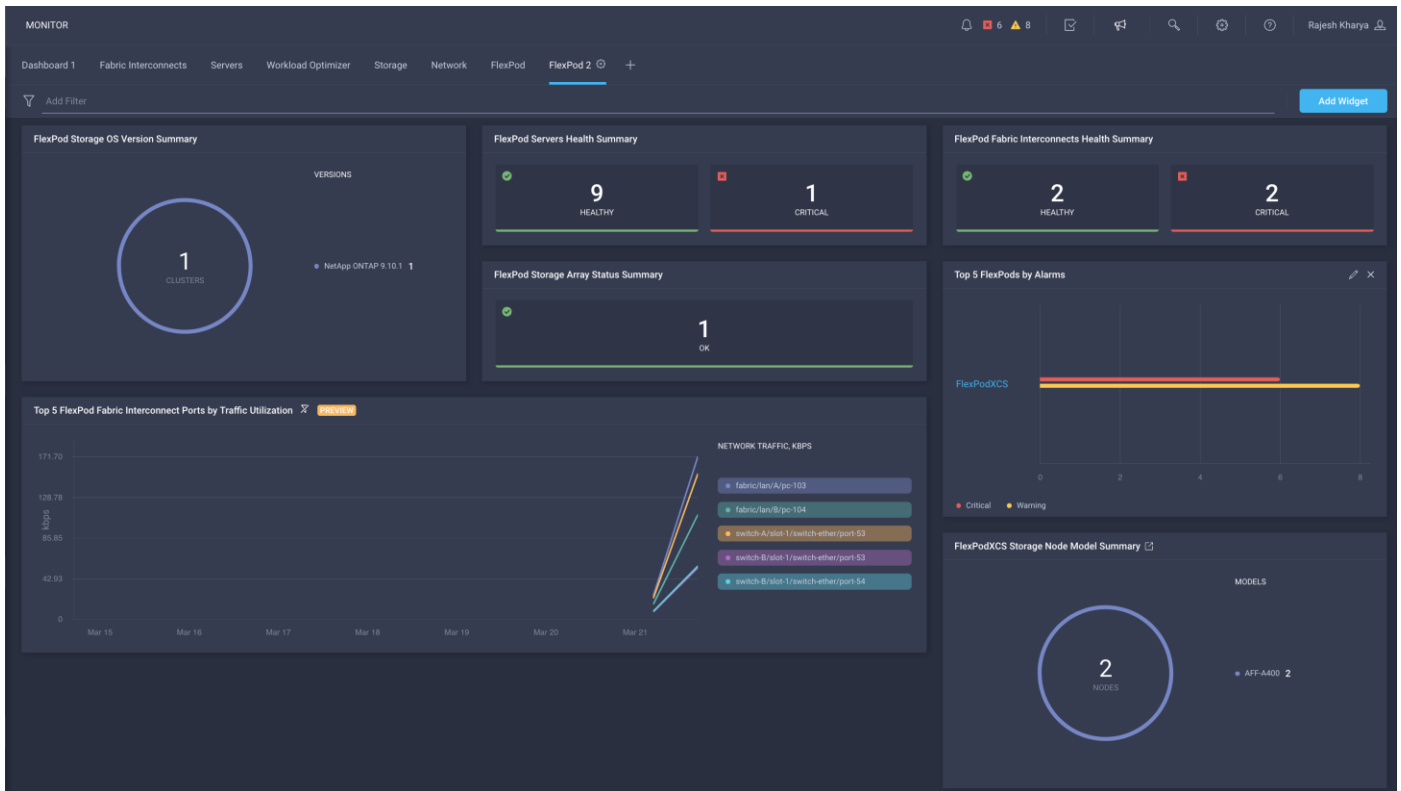 MONITOR
6
8
Rajesh Kharya
Dashboard 1 Fabric Interconnects Servers Workload Optimizer Storage Network FlexPod FlexPod 2
Add Filter
Add Widget
FlexPod Storage OS Version Summary
VERSIONS
1
CLUSTERS
NetApp ONTAP 9.10.1 1
FlexPod Servers Health Summary
9
HEALTHY
1
CRITICAL
FlexPod Fabric Interconnects Health Summary
2
HEALTHY
2
CRITICAL
FlexPod Storage Array Status Summary
1
OK
Top 5 FlexPods by Alarms
FlexPodXCS
0 2 4 6 8
Critical Warning
Top 5 FlexPod Fabric Interconnect Ports by Traffic Utilization PREVIEW
kbps
171.70
128.78
85.85
42.93
0
Mar 15 Mar 16 Mar 17 Mar 18 Mar 19 Mar 20 Mar 21
NETWORK TRAFFIC, KBPS
fabric/lan/A/pc-103
fabric/lan/B/pc-104
switch-A/slot-1/switch-ether/port-53
switch-B/slot-1/switch-ether/port-53
switch-B/slot-1/switch-ether/port-54
FlexPodXCS Storage Node Model Summary
MODELS
2
NODES
AFF-A400 2